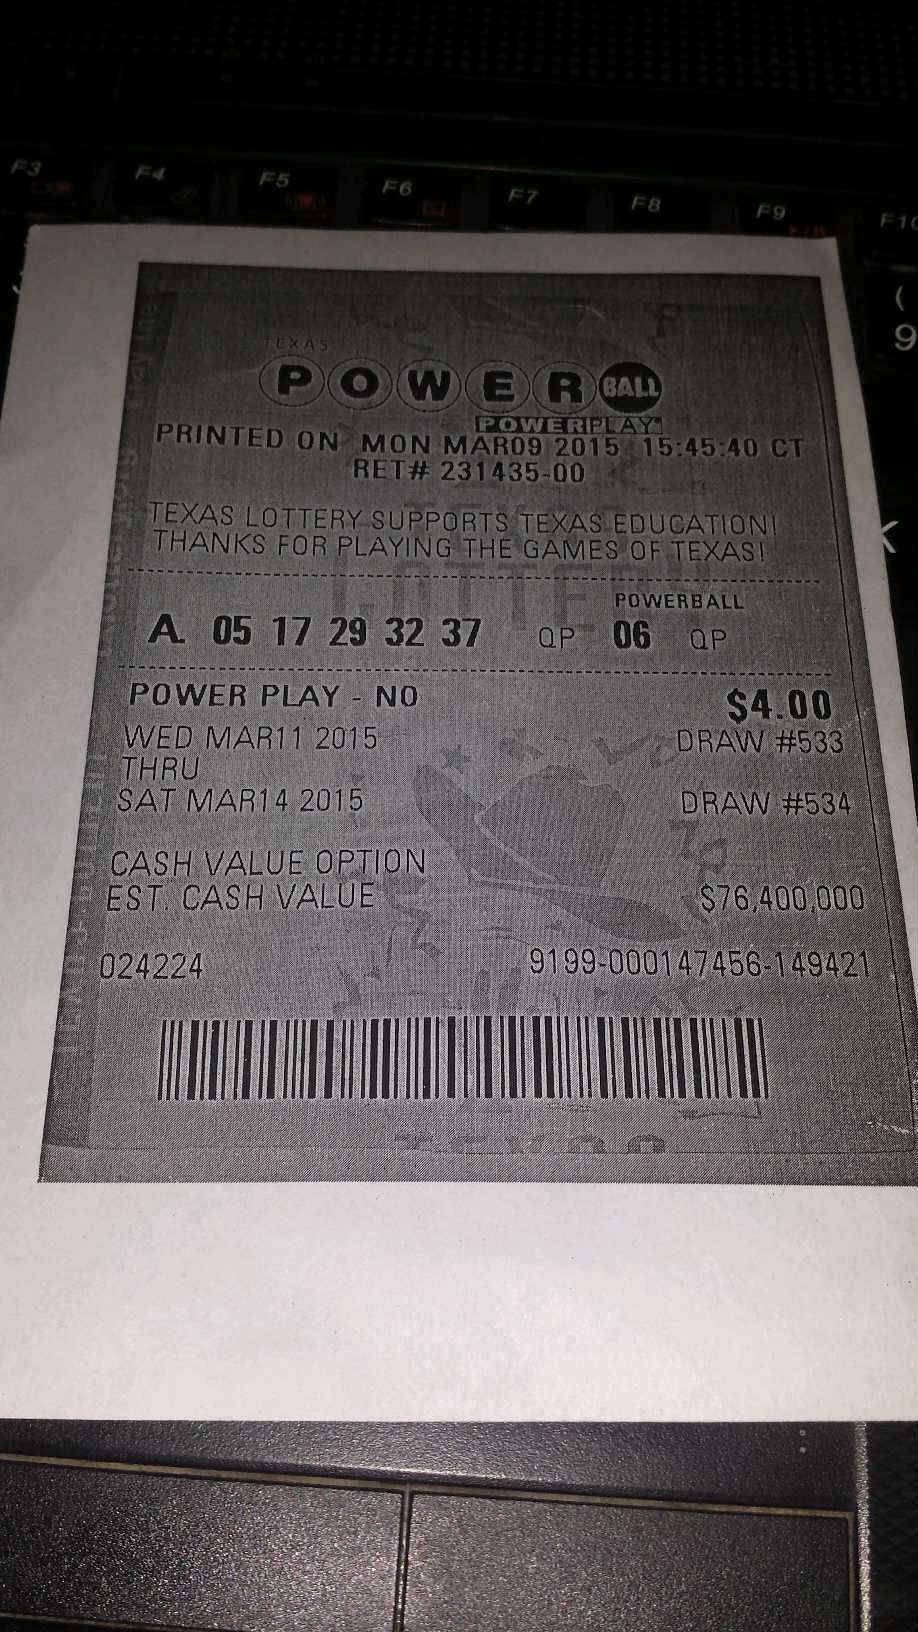 F3 F4 F5 F6 F7 F8 F9 F10
(
9
K
TEXAS
POWERBALL
POWERPLAY
PRINTED ON MON MAR09 2015 15:45:40 CT
RET# 231435-00
TEXAS LOTTERY SUPPORTS TEXAS EDUCATION!
THANKS FOR PLAYING THE GAMES OF TEXAS!
LOTTERY
POWERBALL
A. 05 17 29 32 37 QP 06 QP
POWER PLAY - NO $4.00
WED MAR11 2015 DRAW #533
THRU
SAT MAR14 2015 DRAW #534
CASH VALUE OPTION
EST. CASH VALUE $76,400,000
024224 9199-000147456-149421